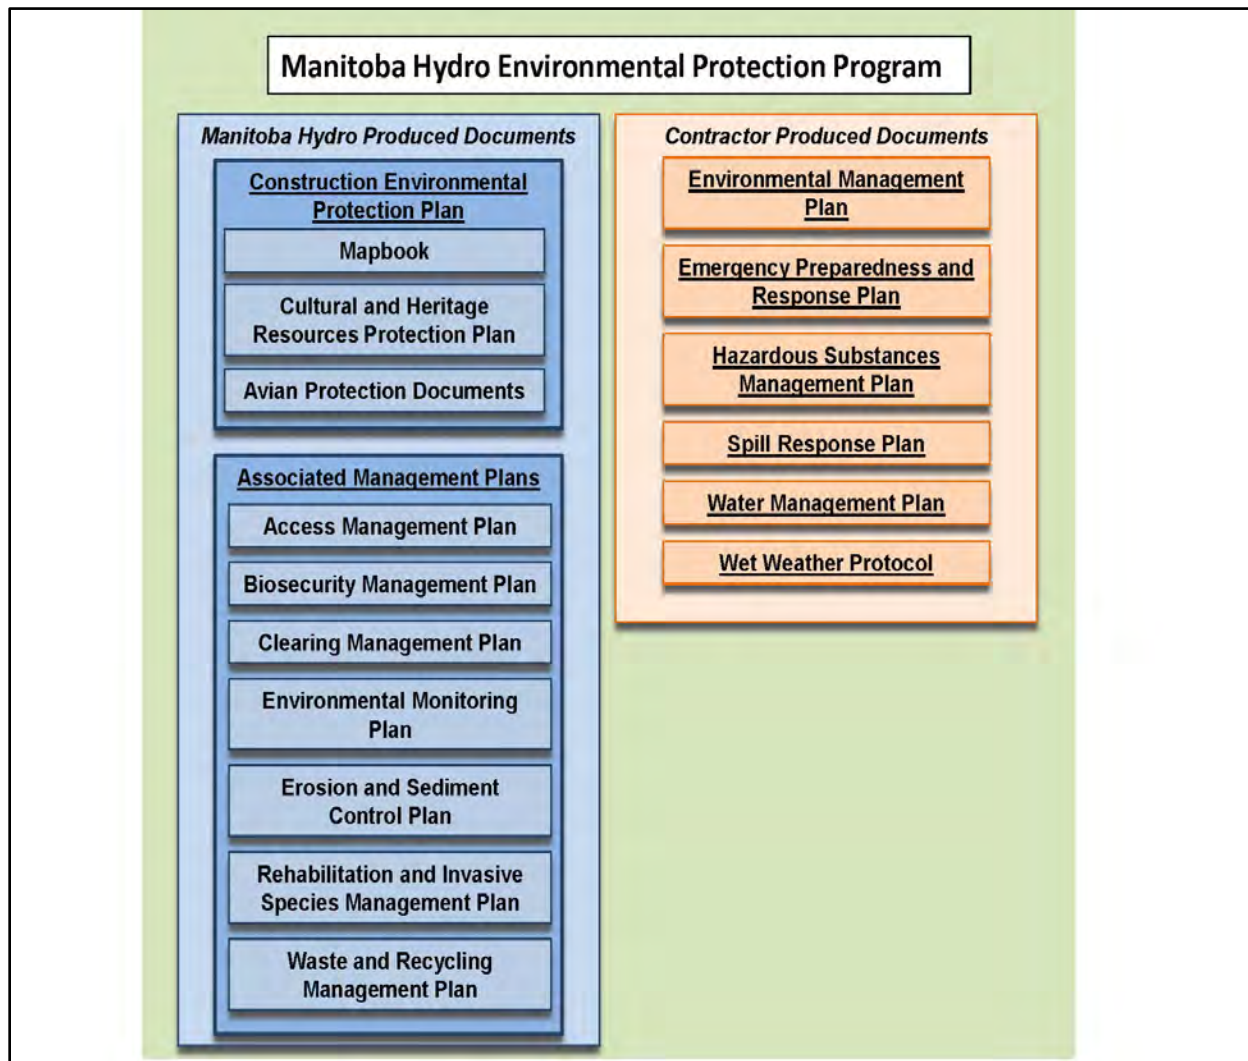 Manitoba Hydro Environmental Protection Program
Manitoba Hydro Produced Documents
Construction Environmental
Protection Plan
Mapbook
Cultural and Heritage
Resources Protection Plan
Avian Protection Documents
Associated Management Plans
Access Management Plan
Biosecurity Management Plan
Clearing Management Plan
Environmental Monitoring
Plan
Erosion and Sediment
Control Plan
Rehabilitation and Invasive
Species Management Plan
Waste and Recycling
Management Plan
Contractor Produced Documents
Environmental Management
Plan
Emergency Preparedness and
Response Plan
Hazardous Substances
Management Plan
Spill Response Plan
Water Management Plan
Wet Weather Protocol